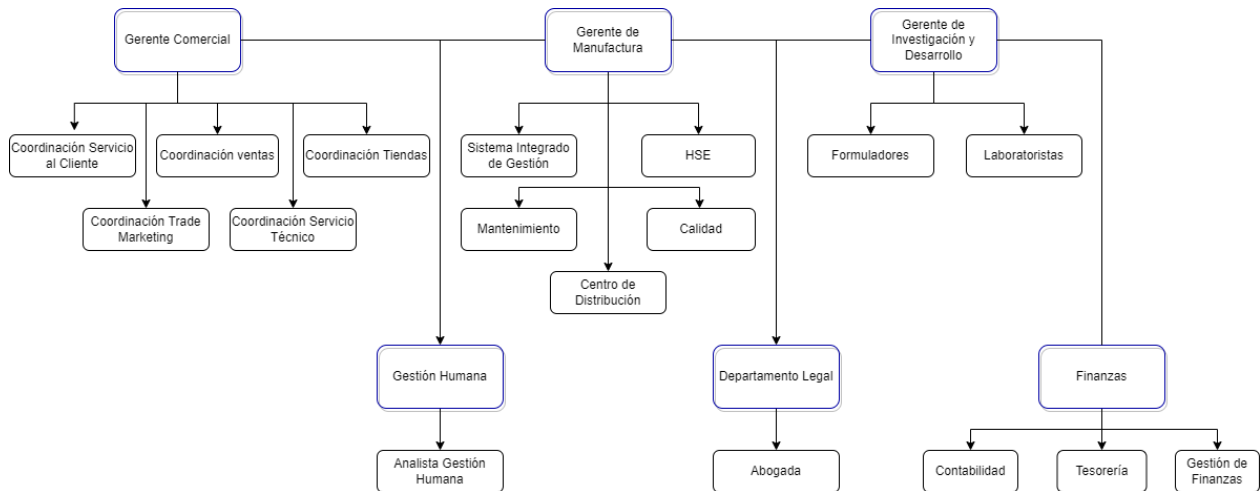 Gerente Comercial
Gerente de
Manufactura
Gerente de
Investigación y
Desarrollo
Coordinación Servicio
al Cliente
Coordinación ventas
Coordinación Tiendas
Sistema Integrado
de Gestión
HSE
Formuladores
Laboratoristas
Coordinación Trade
Marketing
Coordinación Servicio
Técnico
Mantenimiento
Calidad
Centro de
Distribución
Gestión Humana
Departamento Legal
Finanzas
Analista Gestión
Humana
Abogada
Contabilidad
Tesorería
Gestión de
Finanzas